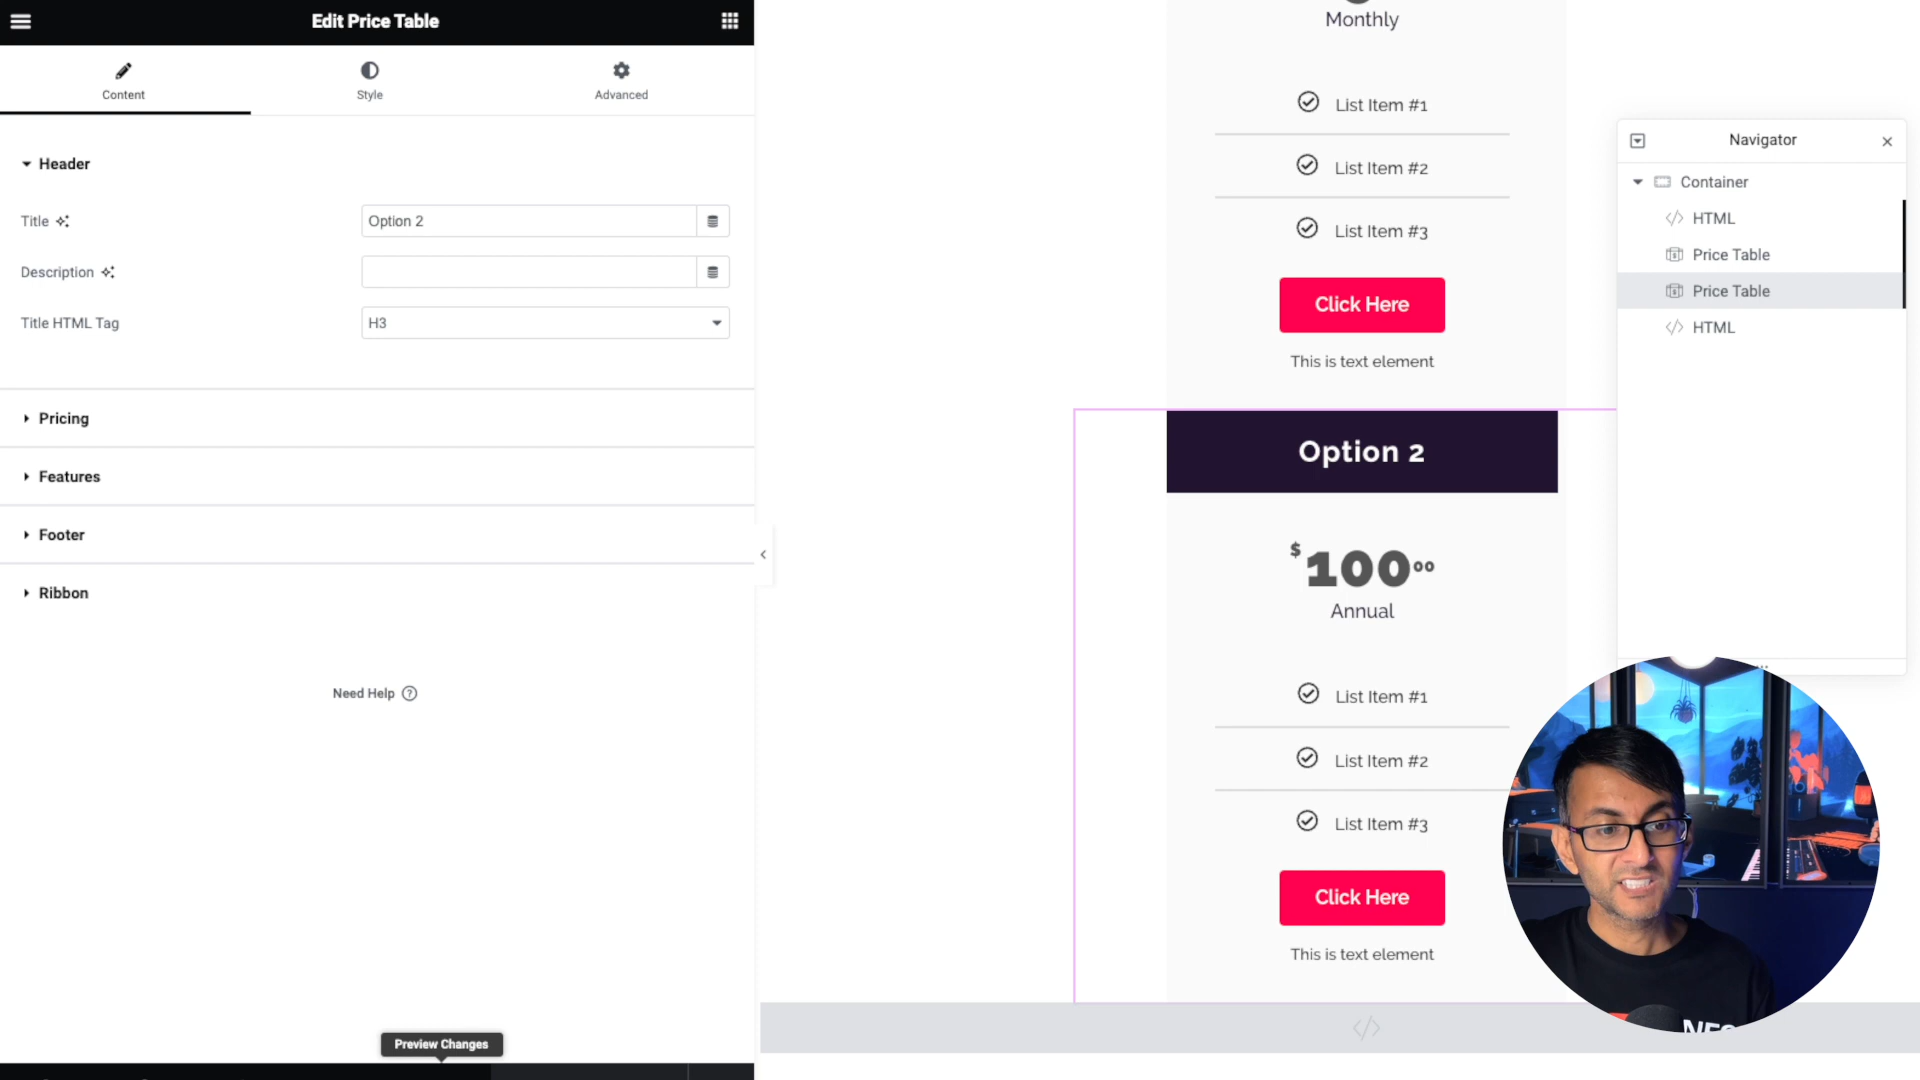 Edit Price Table
Content
Style
Advanced
Header
Title
Option 2
Description
Title HTML Tag
H3
Pricing
Features
Footer
Ribbon
Need Help
?
Preview Changes
Monthly
List Item #1
List Item #2
List Item #3
Click Here
This is text element
Option 2
$100 00
Annual
List Item #1
List Item #2
List Item #3
Click Here
This is text element
Navigator
Container
HTML
Price Table
Price Table
HTML